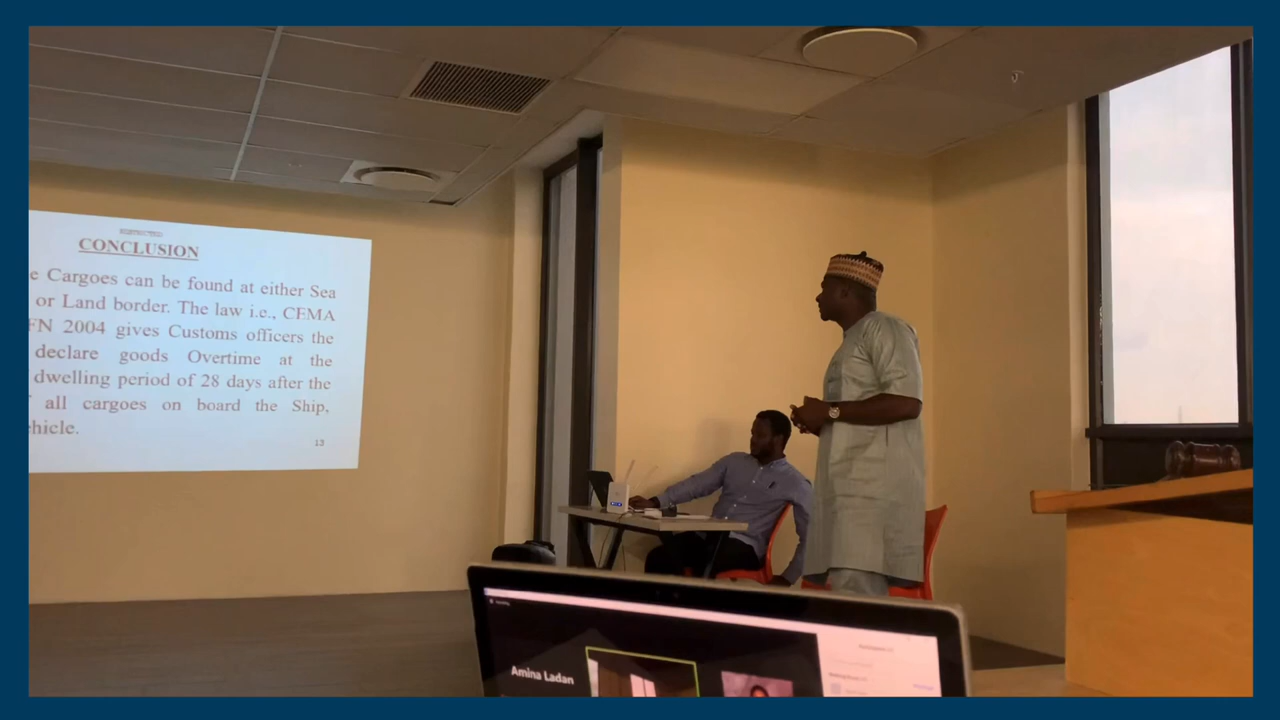 RESTRICTED
CONCLUSION
e Cargoes can be found at either Sea
or Land border. The law i.e., CEMA
FN 2004 gives Customs officers the
declare goods Overtime at the
dwelling period of 28 days after the
all cargoes on board the Ship,
hicle.
13
Amina Ladan